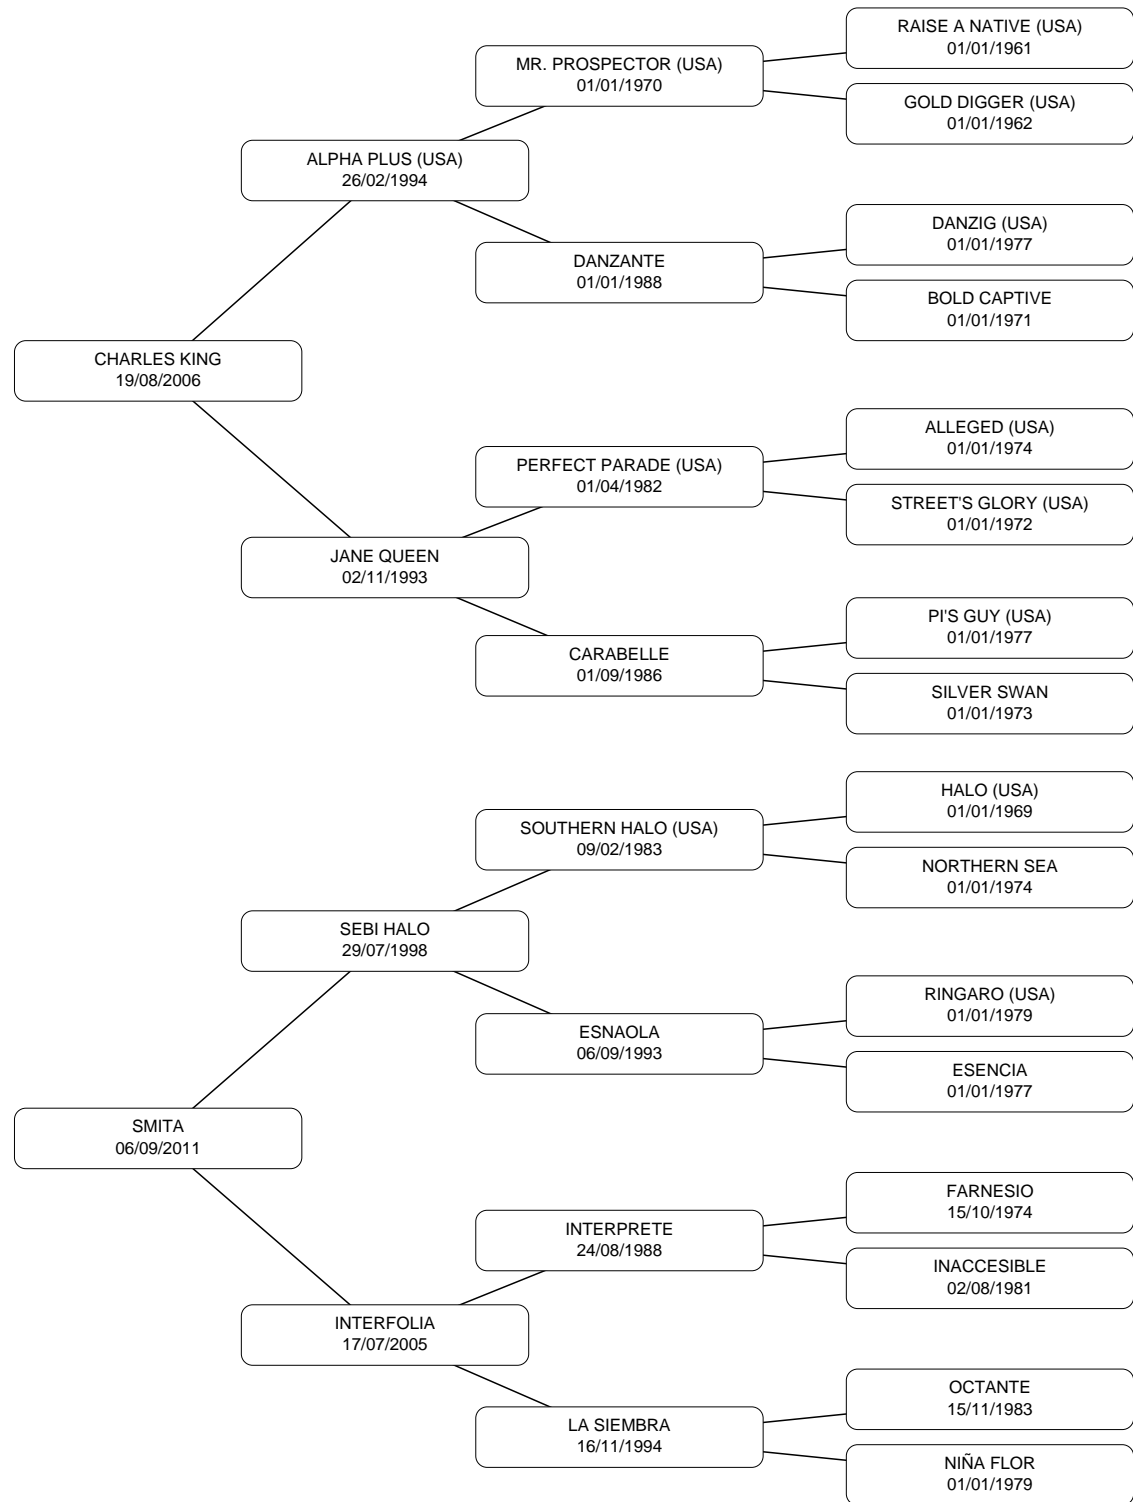 RAISE A NATIVE (USA)
01/01/1961
MR. PROSPECTOR (USA)
01/01/1970
GOLD DIGGER (USA)
01/01/1962
ALPHA PLUS (USA)
26/02/1994
DANZIG (USA)
01/01/1977
DANZANTE
01/01/1988
BOLD CAPTIVE
01/01/1971
CHARLES KING
19/08/2006
ALLEGED (USA)
01/01/1974
PERFECT PARADE (USA)
01/04/1982
STREET'S GLORY (USA)
01/01/1972
JANE QUEEN
02/11/1993
PI'S GUY (USA)
01/01/1977
CARABELLE
01/09/1986
SILVER SWAN
01/01/1973
HALO (USA)
01/01/1969
SOUTHERN HALO (USA)
09/02/1983
NORTHERN SEA
01/01/1974
SEBI HALO
29/07/1998
RINGARO (USA)
01/01/1979
ESNAOLA
06/09/1993
ESENCIA
01/01/1977
SMITA
06/09/2011
FARNESIO
15/10/1974
INTERPRETE
24/08/1988
INACCESIBLE
02/08/1981
INTERFOLIA
17/07/2005
OCTANTE
15/11/1983
LA SIEMBRA
16/11/1994
NIÑA FLOR
01/01/1979